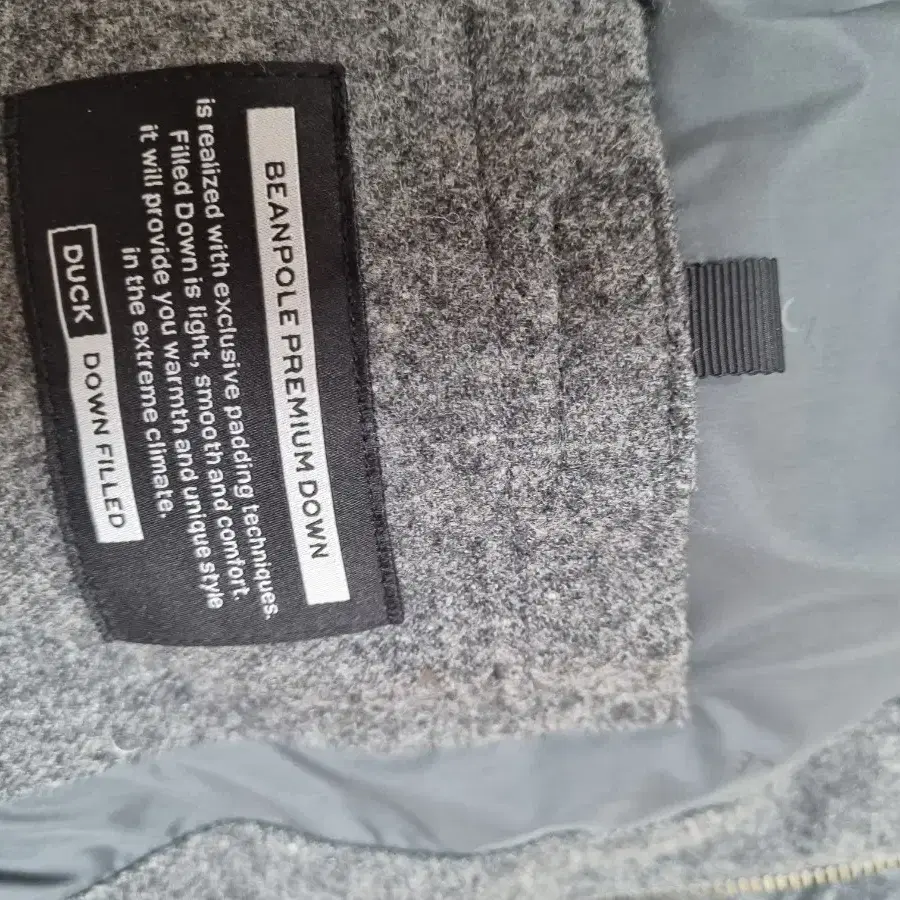 BEANPOLE PREMIUM DOWN
is realized with exclusive padding techniques.
Filled Down is light, smooth and comfort.
it will provide you warmth and unique style
in the extreme climate.
DUCK DOWN FILLED